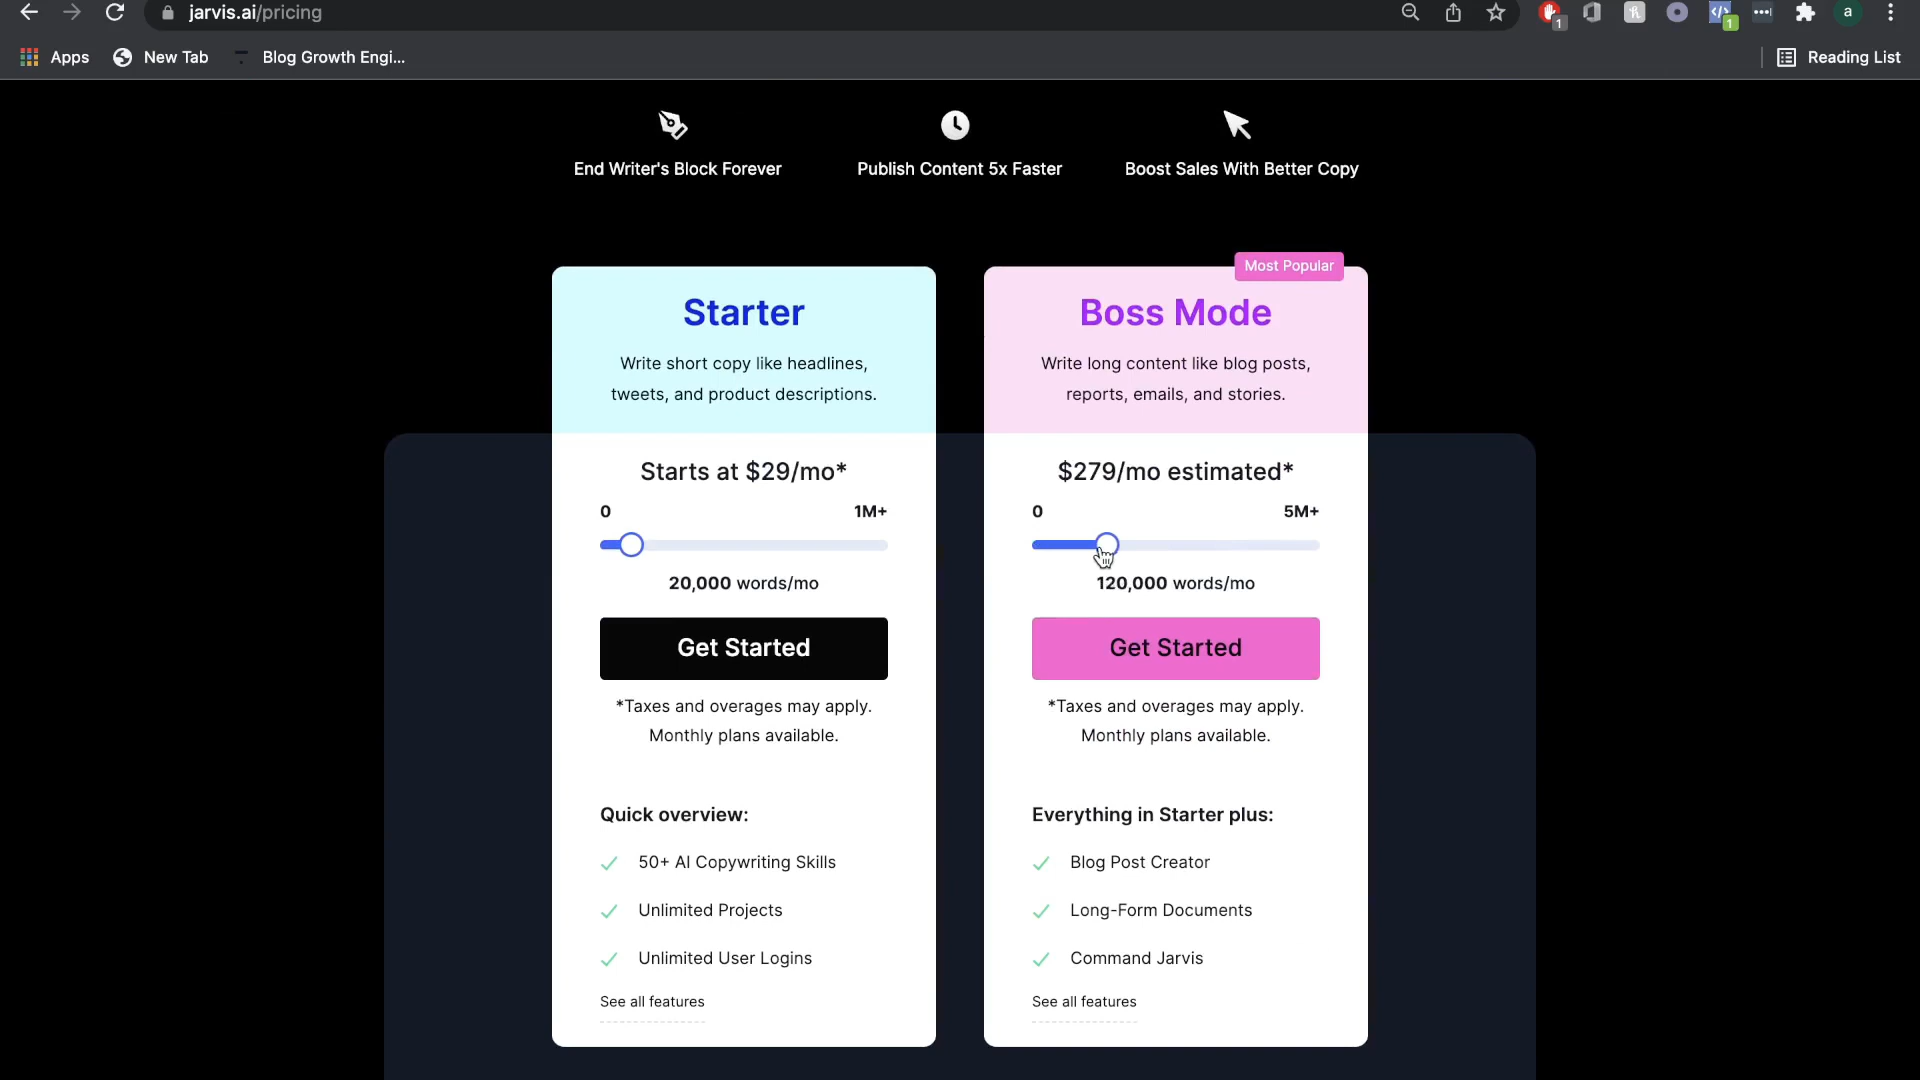 jarvis.ai/pricing
1
1
a
Apps
New Tab
Blog Growth Engi...
Reading List
End Writer's Block Forever
Publish Content 5x Faster
Boost Sales With Better Copy
Most Popular
Starter
Write short copy like headlines,
tweets, and product descriptions.
Starts at $29/mo*
0 1M+
20,000 words/mo
Get Started
*Taxes and overages may apply.
Monthly plans available.
Quick overview:
50+ AI Copywriting Skills
Unlimited Projects
Unlimited User Logins
See all features
Boss Mode
Write long content like blog posts,
reports, emails, and stories.
$279/mo estimated*
0 5M+
120,000 words/mo
Get Started
*Taxes and overages may apply.
Monthly plans available.
Everything in Starter plus:
Blog Post Creator
Long-Form Documents
Command Jarvis
See all features